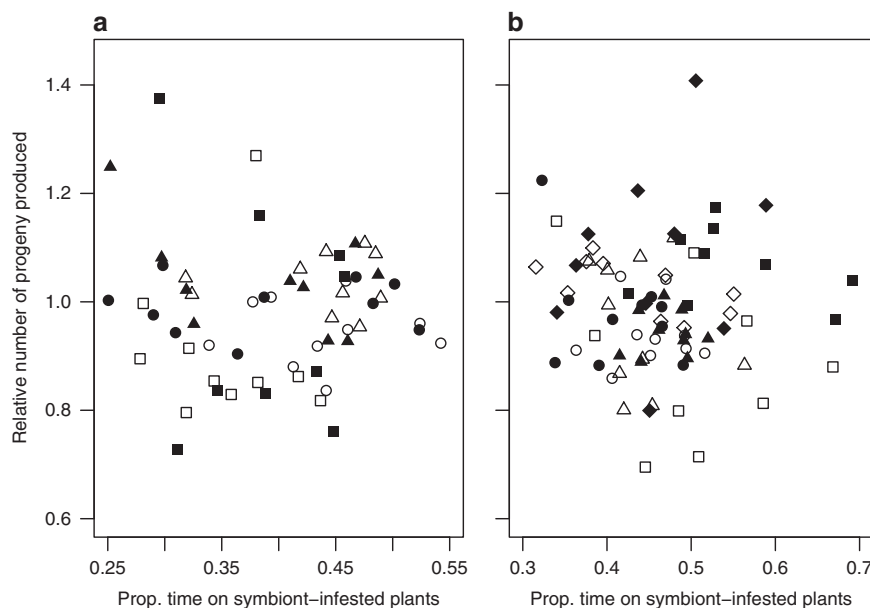 a
b
Relative number of progeny produced
1.4
1.2
1.0
0.8
0.6
0.25
0.35
0.45
0.55
0.3
0.4
0.5
0.6
0.7
Prop. time on symbiont–infested plants
Prop. time on symbiont–infested plants